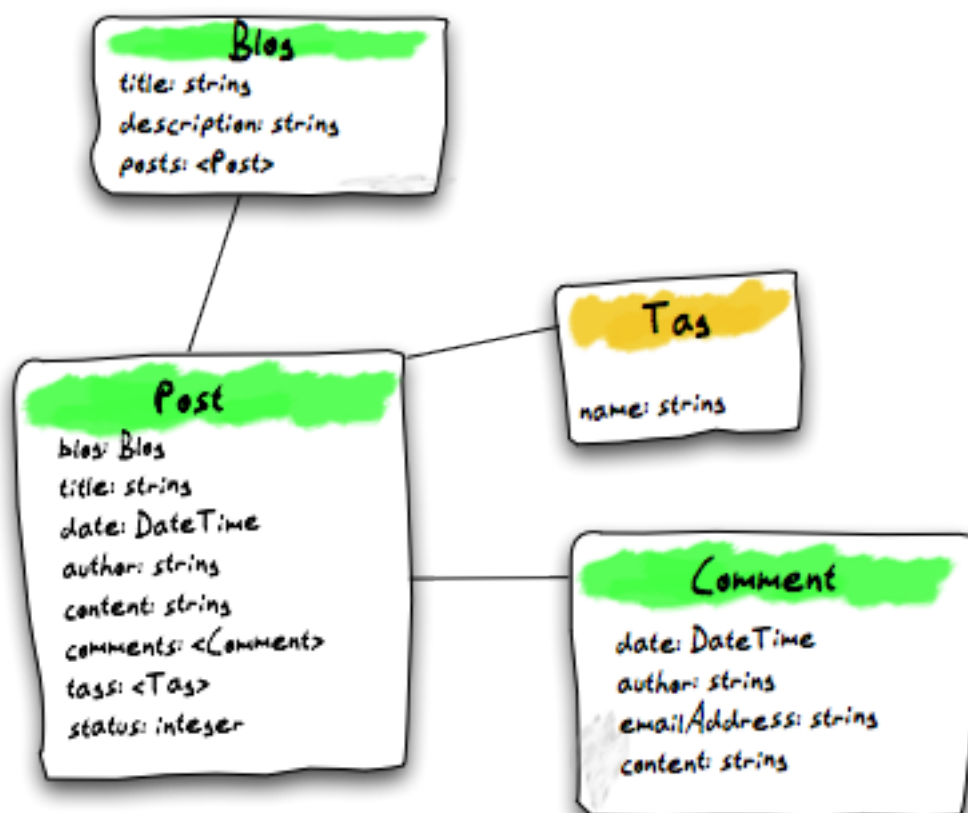 Blog
title: string
description: string
posts: <Post>
Tag
name: string
Post
blog: Blog
title: string
date: DateTime
author: string
content: string
comments: <Comment>
tags: <Tag>
status: integer
Comment
date: DateTime
author: string
emailAddress: string
content: string